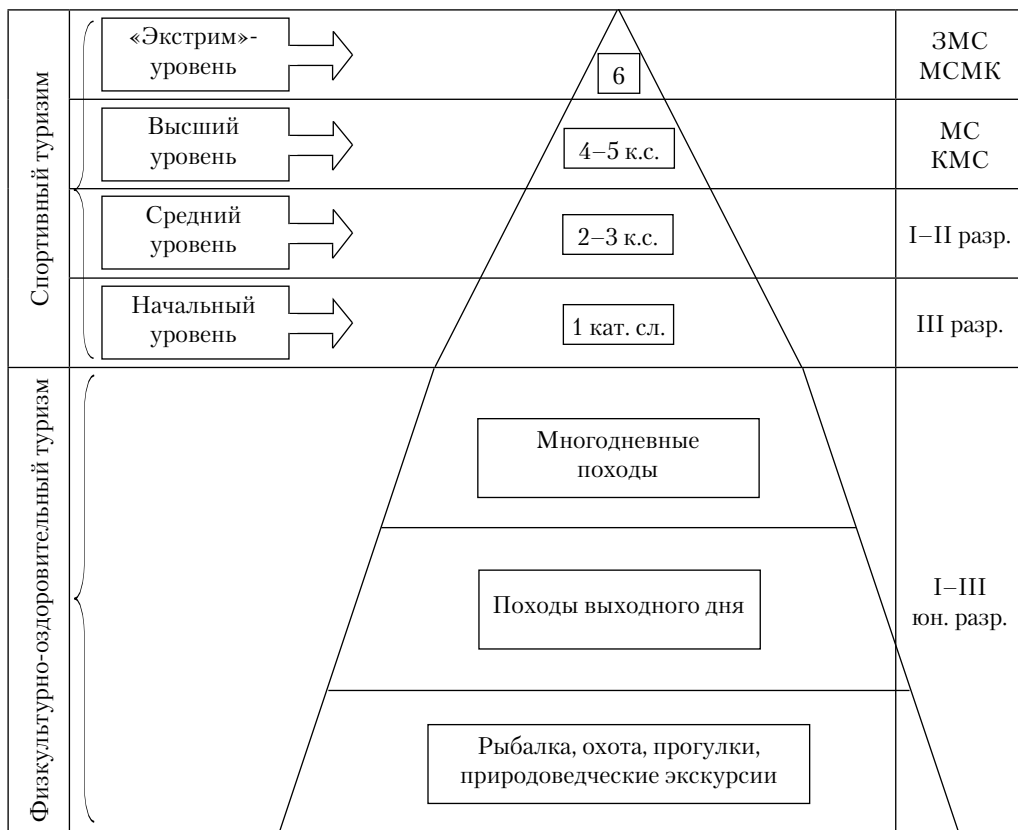 Спортивный туризим
«Экстрим»-
уровень
6
ЗМС
МСМК
Высший
уровень
4–5 к.с.
МС
КМС
Средний
уровень
2–3 к.с.
I–II разр.
Начальный
уровень
1 кат. сл.
III разр.
Физкультурно-оздоровительный туризм
Многодневные
походы
Походы выходного дня
I–III
юн. разр.
Рыбалка, охота, прогулки,
природоведческие экскурсии